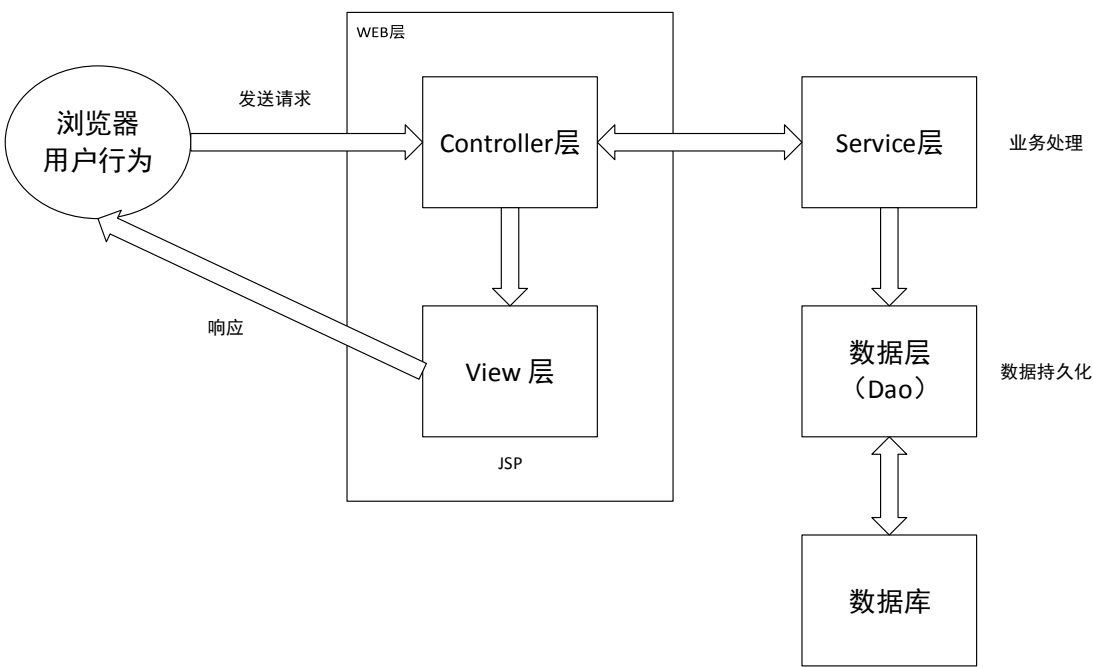 WEB层
发送请求
浏览器
用户行为
Controller层
Service层
业务处理
响应
View 层
数据层
（Dao）
数据持久化
JSP
数据库